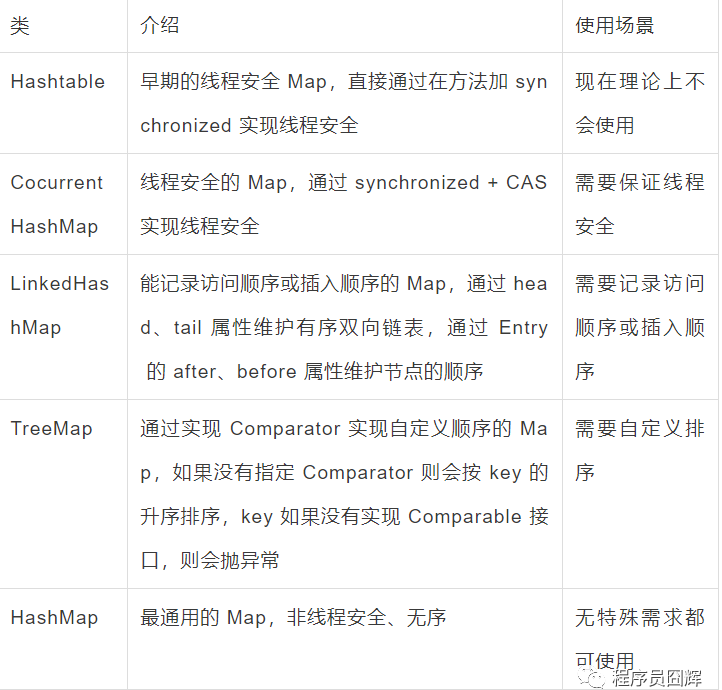 类 介绍 使用场景
Hashtable 早期的线程安全 Map，直接通过在方法加 syn 现在理论上不
chronized 实现线程安全 会使用
Cocurrent 线程安全的 Map，通过 synchronized + CAS 需要保证线程
HashMap 实现线程安全 安全
LinkedHas 能记录访问顺序或插入顺序的 Map，通过 hea 需要记录访问
hMap d、tail 属性维护有序双向链表，通过 Entry 顺序或插入顺
的 after、before 属性维护节点的顺序 序
TreeMap 通过实现 Comparator 实现自定义顺序的 Ma 需要自定义排
p，如果没有指定 Comparator 则会按 key 的 序
升序排序，key 如果没有实现 Comparable 接
口，则会抛异常
HashMap 最通用的 Map，非线程安全、无序 无特殊需求都
可使用
程序员囧辉